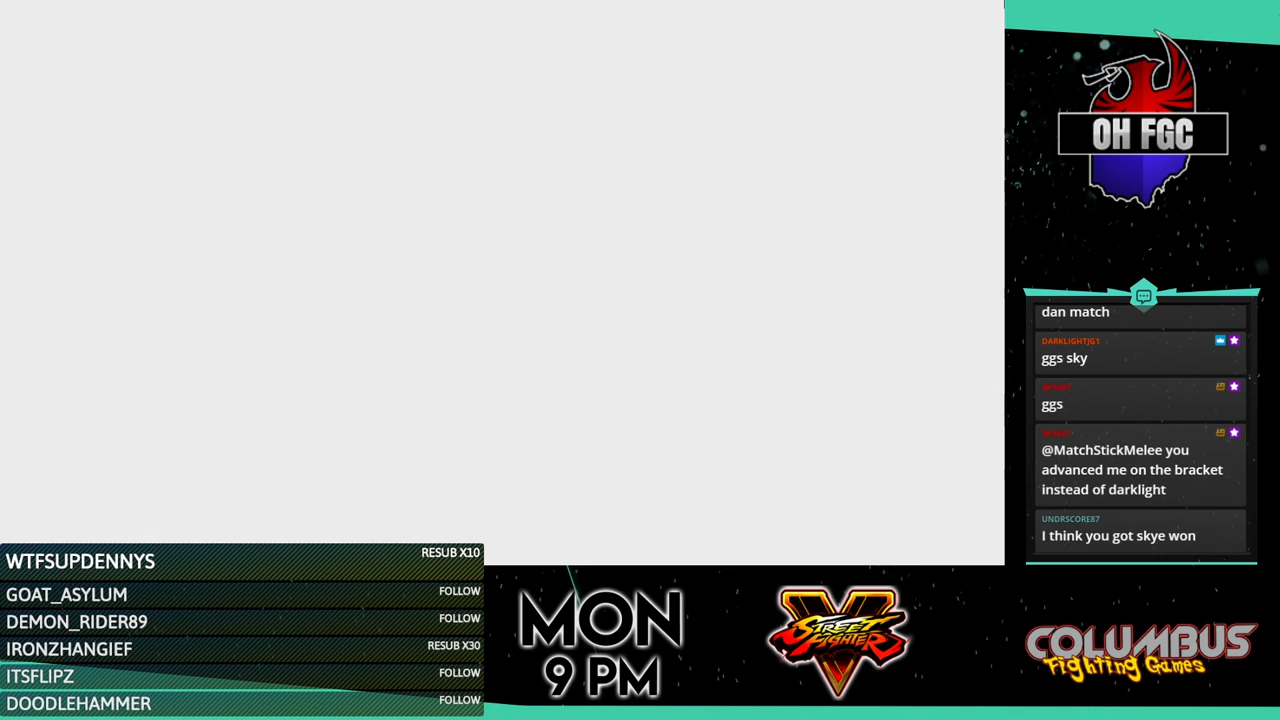 OH FGC
dan match
DARKLIGHTJG1
ggs sky
ggs
@MatchStickMelee you
advanced me on the bracket
instead of darklight
UNDRSCORE87
I think you got skye won
WTFSUPDENNYS RESUB X10
GOAT_ASYLUM FOLLOW
DEMON_RIDER89 FOLLOW
IRONZHANGIEF RESUB X30
ITSFLIPZ FOLLOW
DOODLEHAMMER FOLLOW
MON
9 PM
V
STREET
FIGHTER
COLUMBUS
Fighting Games